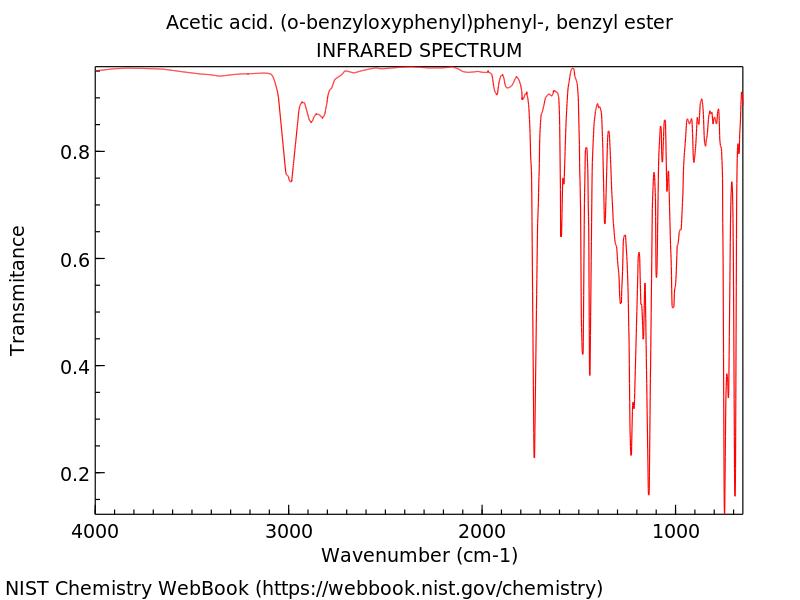 Acetic acid. (o-benzyloxyphenyl)phenyl-, benzyl ester
INFRARED SPECTRUM
Transmitance
0.8
0.6
0.4
0.2
4000 3000 2000 1000
Wavenumber (cm-1)
NIST Chemistry WebBook (https://webbook.nist.gov/chemistry)